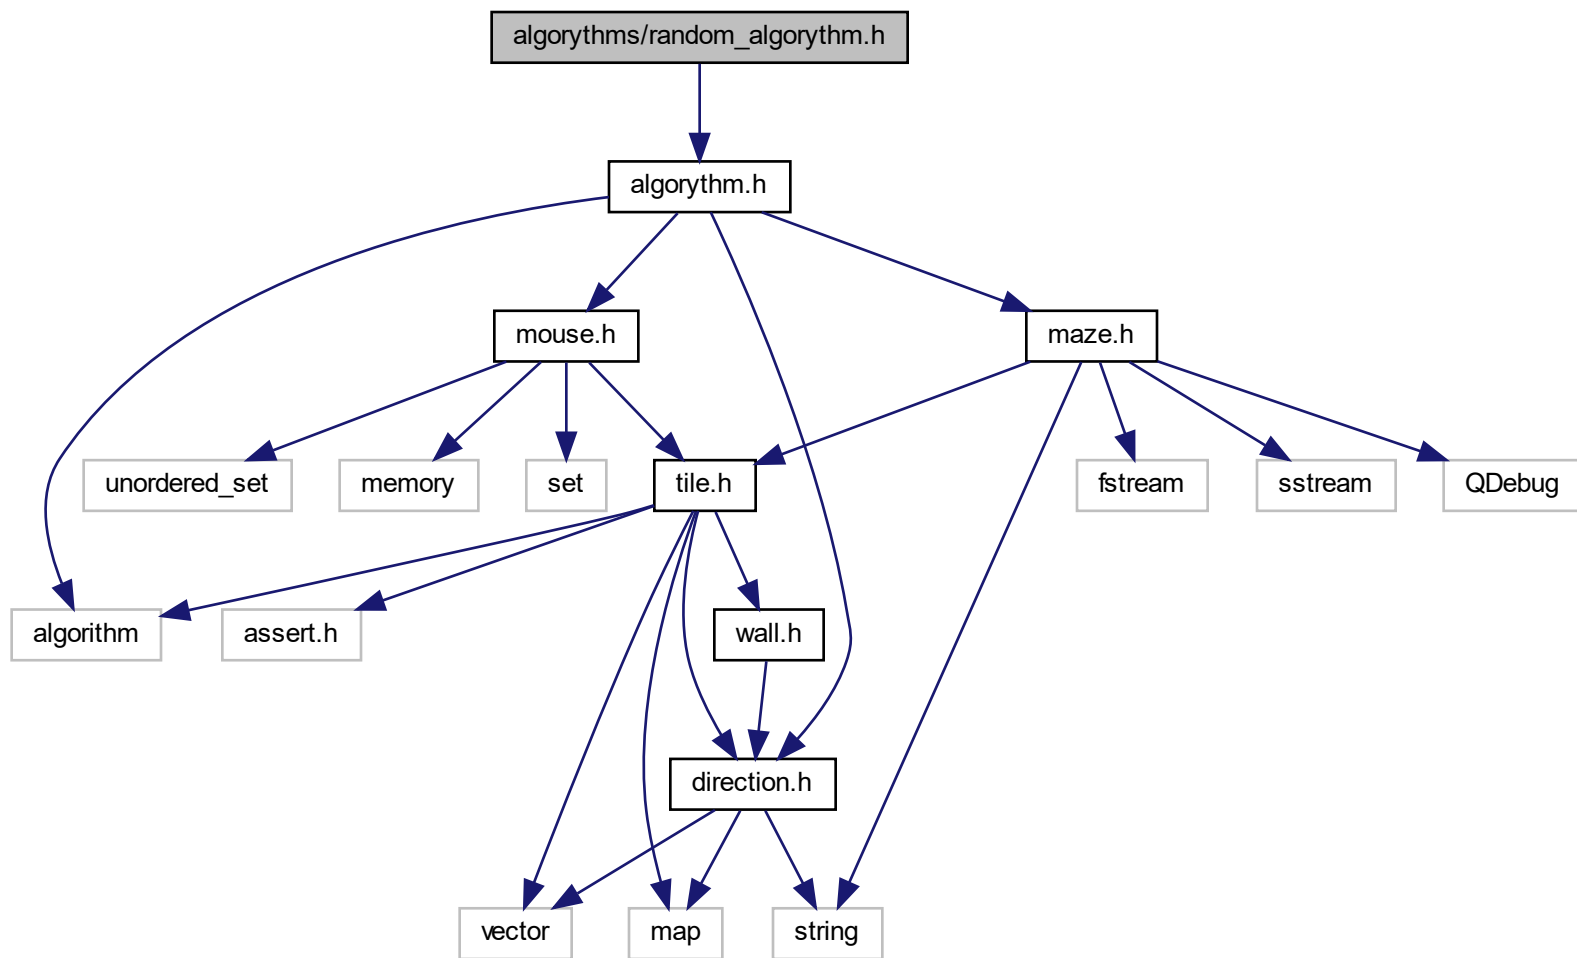 algorythms/random_algorythm.h
algorythm.h
mouse.h
maze.h
unordered_set
memory
set
tile.h
fstream
sstream
QDebug
algorithm
assert.h
wall.h
direction.h
vector
map
string